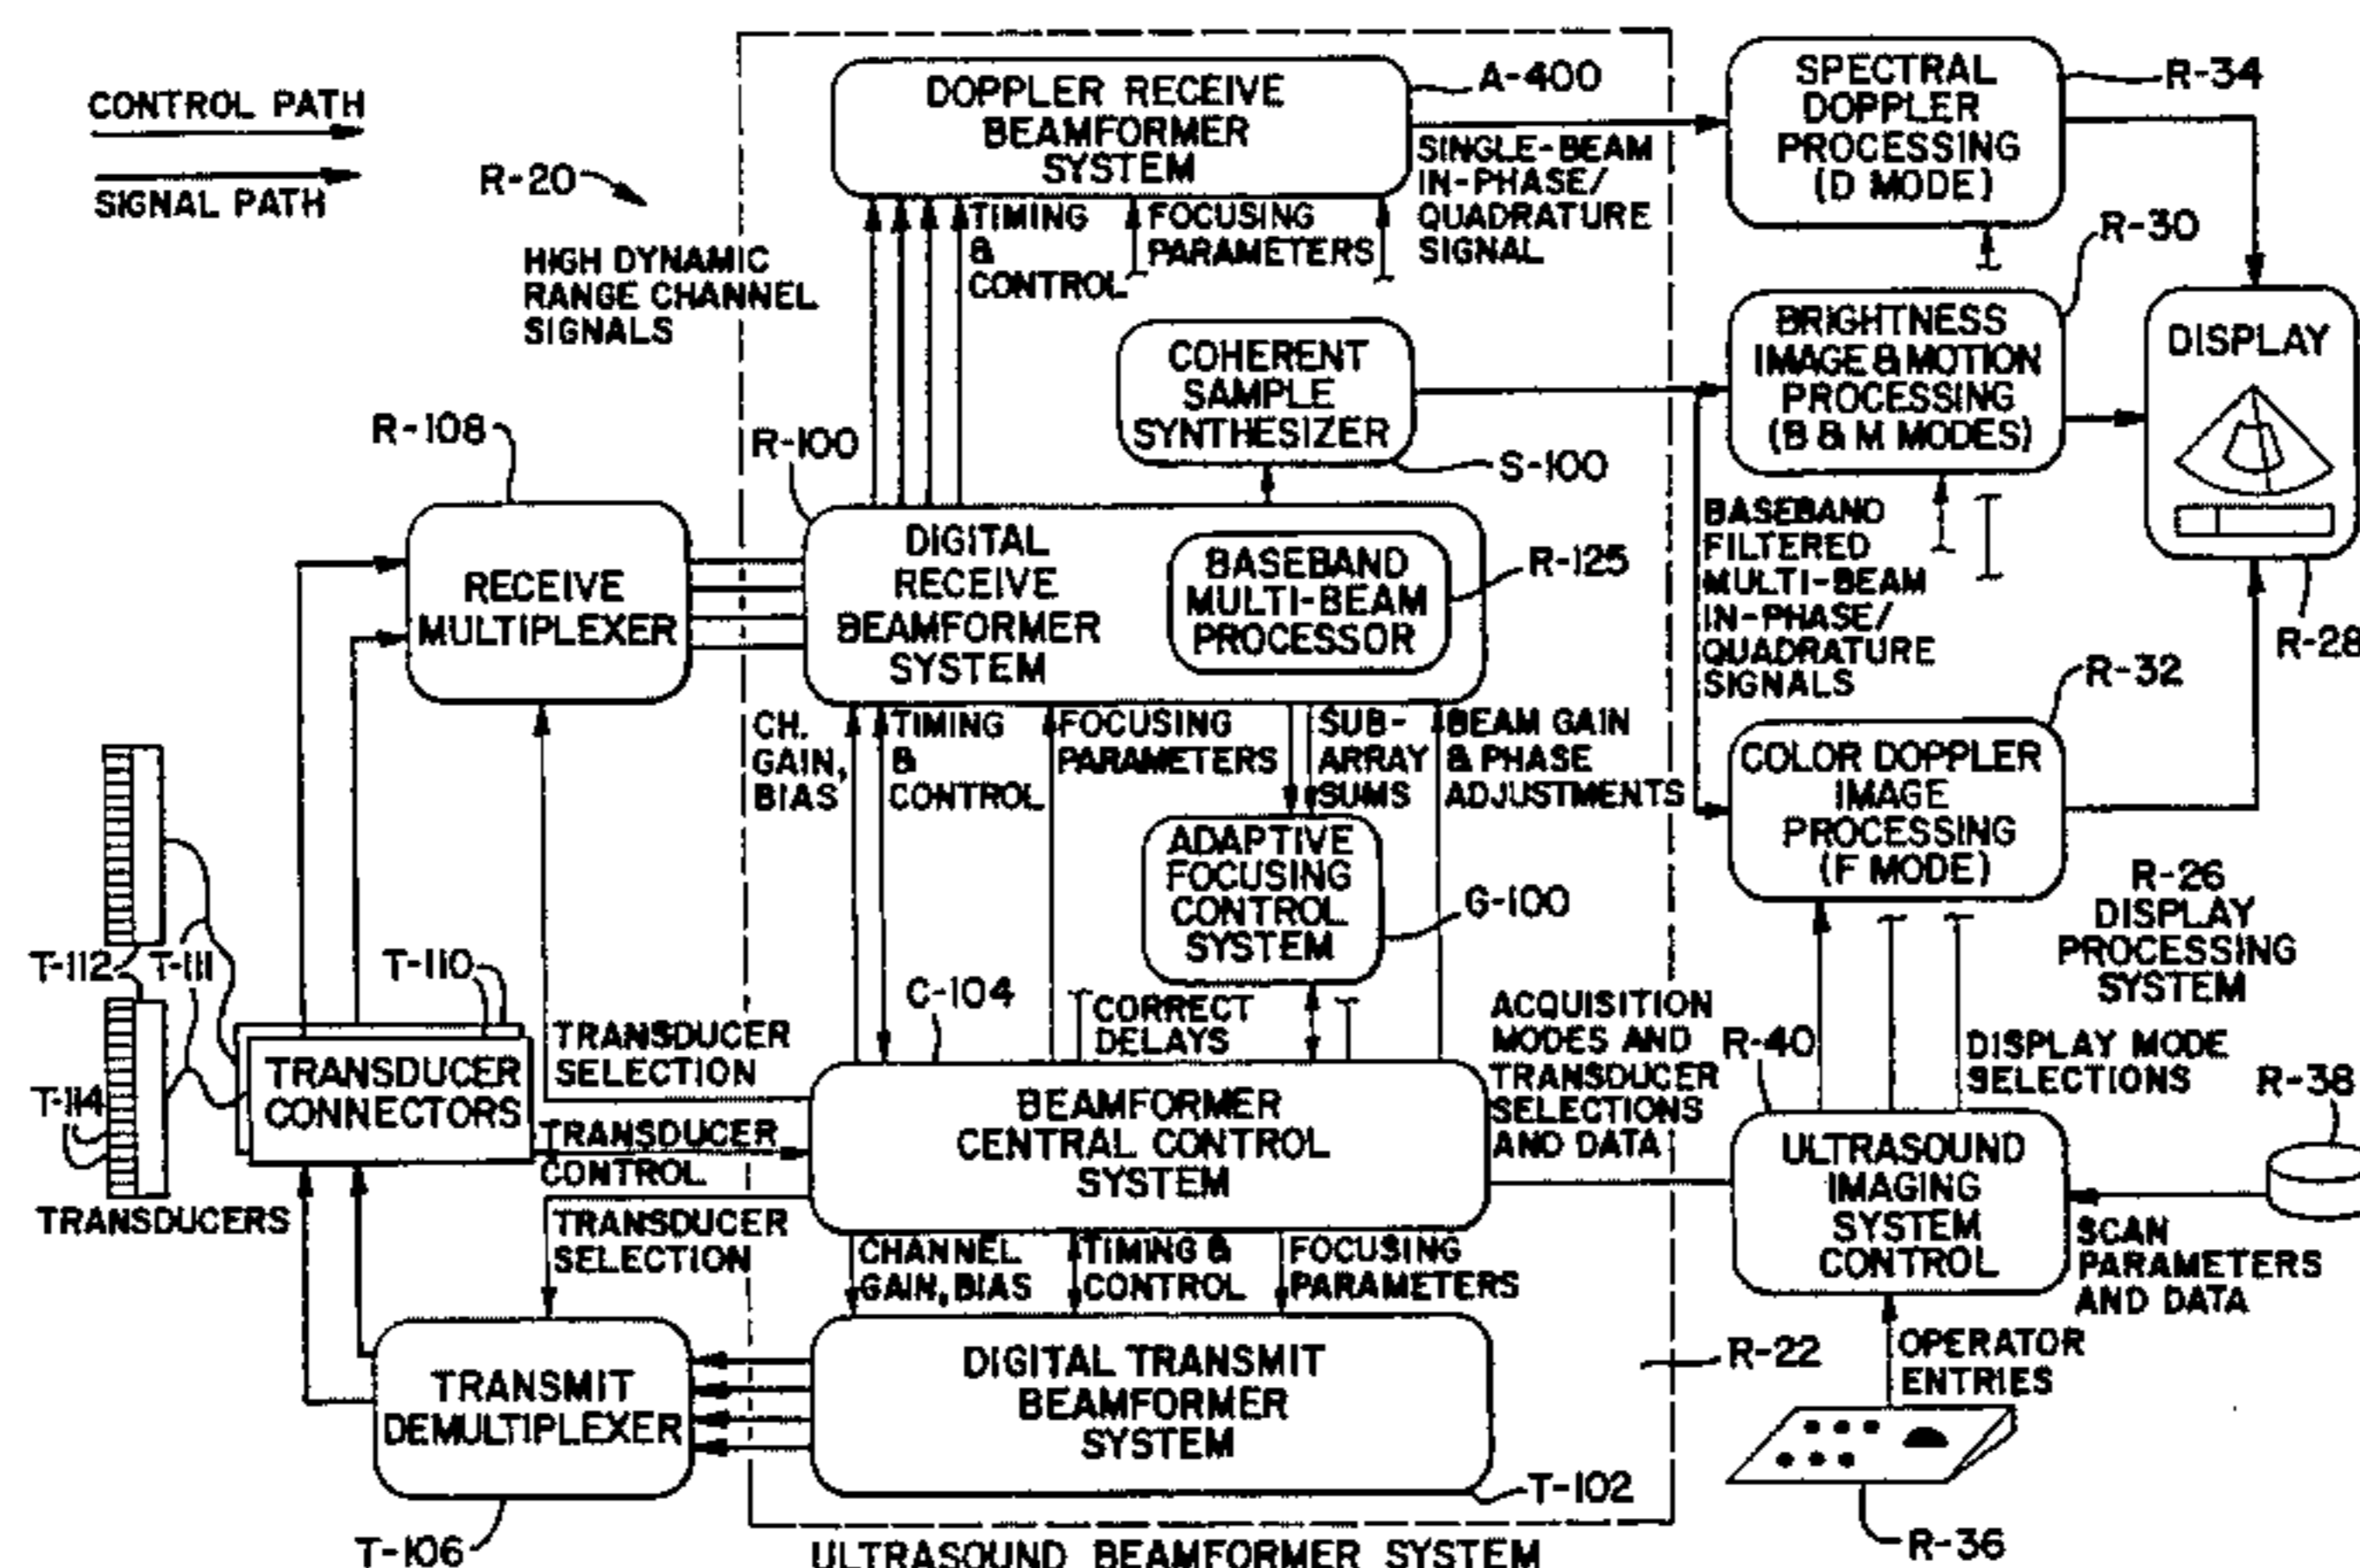 CONTROL PATH
SIGNAL PATH
R-20
HIGH DYNAMIC
RANGE CHANNEL
SIGNALS
DOPPLER RECEIVE
BEAMFORMER
SYSTEM
A-400
SINGLE-BEAM
IN-PHASE/
QUADRATURE
SIGNAL
TIMING
&
CONTROL
FOCUSING
PARAMETERS
SPECTRAL
DOPPLER
PROCESSING
(D MODE)
R-34
R-30
COHERENT
SAMPLE
SYNTHESIZER
S-100
BRIGHTNESS
IMAGE & MOTION
PROCESSING
(B & M MODES)
DISPLAY
R-28
R-108
R-100
RECEIVE
MULTIPLEXER
DIGITAL
RECEIVE
BEAMFORMER
SYSTEM
BASEBAND
MULTI-BEAM
PROCESSOR
R-125
BASEBAND
FILTERED
MULTI-BEAM
IN-PHASE/
QUADRATURE
SIGNALS
R-32
CH.
GAIN,
BIAS
TIMING
&
CONTROL
FOCUSING
PARAMETERS
SUB-
ARRAY
SUMS
BEAM GAIN
& PHASE
ADJUSTMENTS
COLOR DOPPLER
IMAGE
PROCESSING
(F MODE)
ADAPTIVE
FOCUSING
CONTROL
SYSTEM
G-100
R-26
DISPLAY
PROCESSING
SYSTEM
T-112
T-111
T-110
T-114
TRANSDUCERS
TRANSDUCER
CONNECTORS
TRANSDUCER
SELECTION
C-104
CORRECT
DELAYS
ACQUISITION
MODES AND
TRANSDUCER
SELECTIONS
AND DATA
R-40
DISPLAY MODE
SELECTIONS
R-38
TRANSDUCER
CONTROL
BEAMFORMER
CENTRAL CONTROL
SYSTEM
ULTRASOUND
IMAGING
SYSTEM
CONTROL
SCAN
PARAMETERS
AND DATA
TRANSDUCER
SELECTION
CHANNEL
GAIN, BIAS
TIMING &
CONTROL
FOCUSING
PARAMETERS
TRANSMIT
DEMULTIPLEXER
T-106
DIGITAL TRANSMIT
BEAMFORMER
SYSTEM
T-102
R-22
OPERATOR
ENTRIES
R-36
ULTRASOUND BEAMFORMER SYSTEM